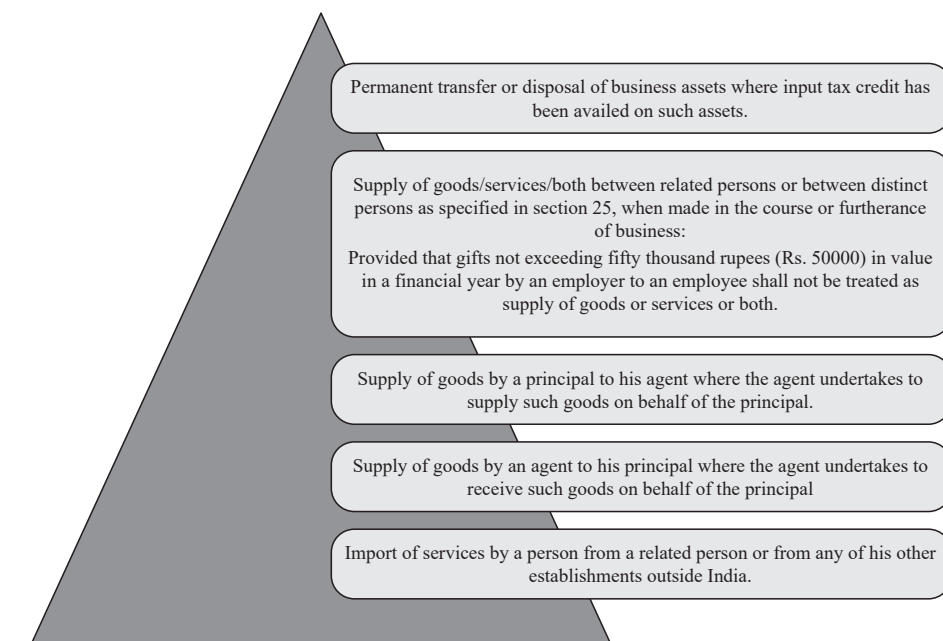 Permanent transfer or disposal of business assets where input tax credit has
been availed on such assets.
Supply of goods/services/both between related persons or between distinct
persons as specified in section 25, when made in the course or furtherance
of business:
Provided that gifts not exceeding fifty thousand rupees (Rs. 50000) in value
in a financial year by an employer to an employee shall not be treated as
supply of goods or services or both.
Supply of goods by a principal to his agent where the agent undertakes to
supply such goods on behalf of the principal.
Supply of goods by an agent to his principal where the agent undertakes to
receive such goods on behalf of the principal
Import of services by a person from a related person or from any of his other
establishments outside India.